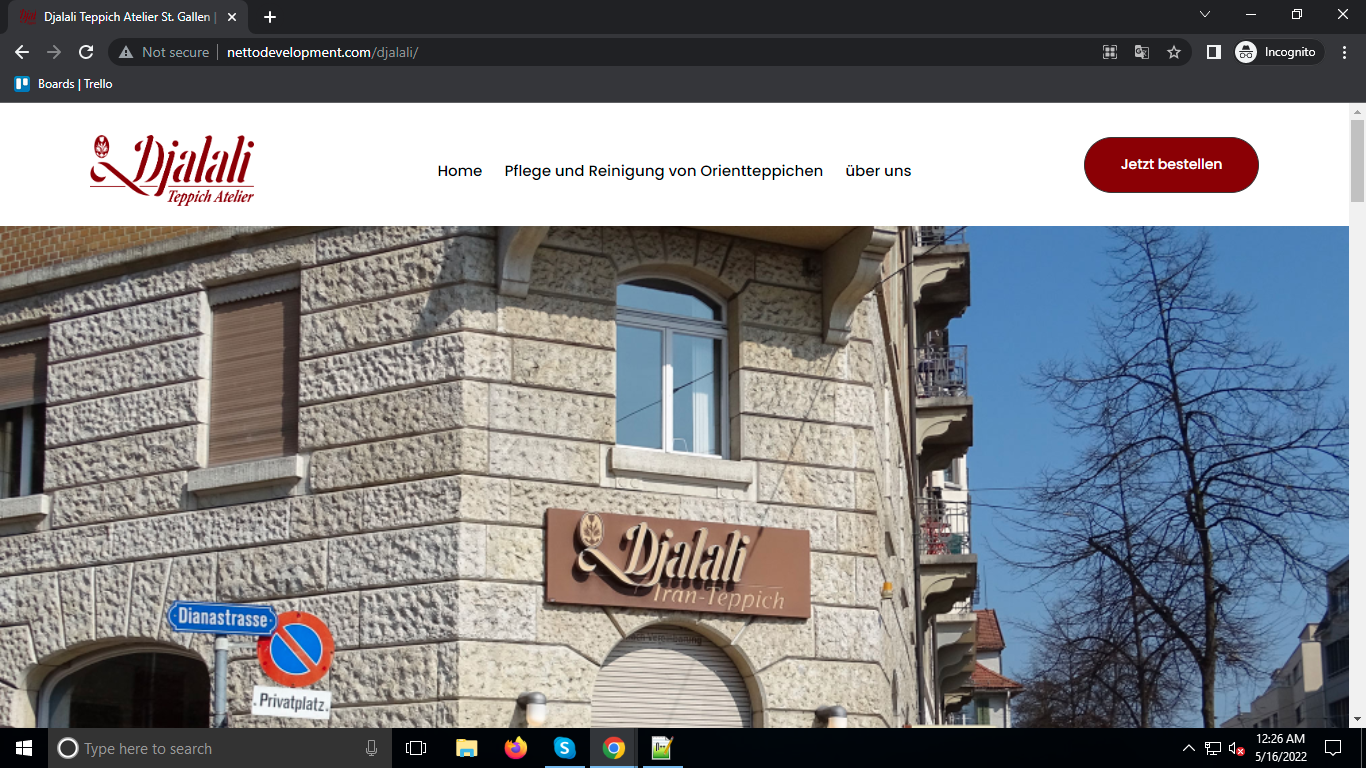 Djalali Teppich Atelier St. Gallen |
Not secure
nettodevelopment.com/djalali/
Incognito
Boards | Trello
Djalali
Teppich Atelier
Home
Pflege und Reinigung von Orientteppichen
über uns
Jetzt bestellen
Djalali
Iran-Teppich
Dianastrasse
Privatplatz.
Type here to search
12:26 AM
5/16/2022